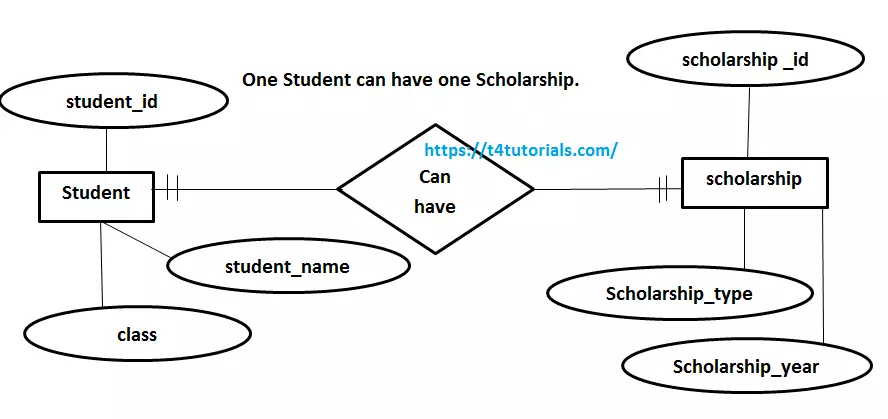 scholarship _id
One Student can have one Scholarship.
student_id
https://t4tutorials.com/
Can
have
Student
scholarship
student_name
Scholarship_type
class
Scholarship_year